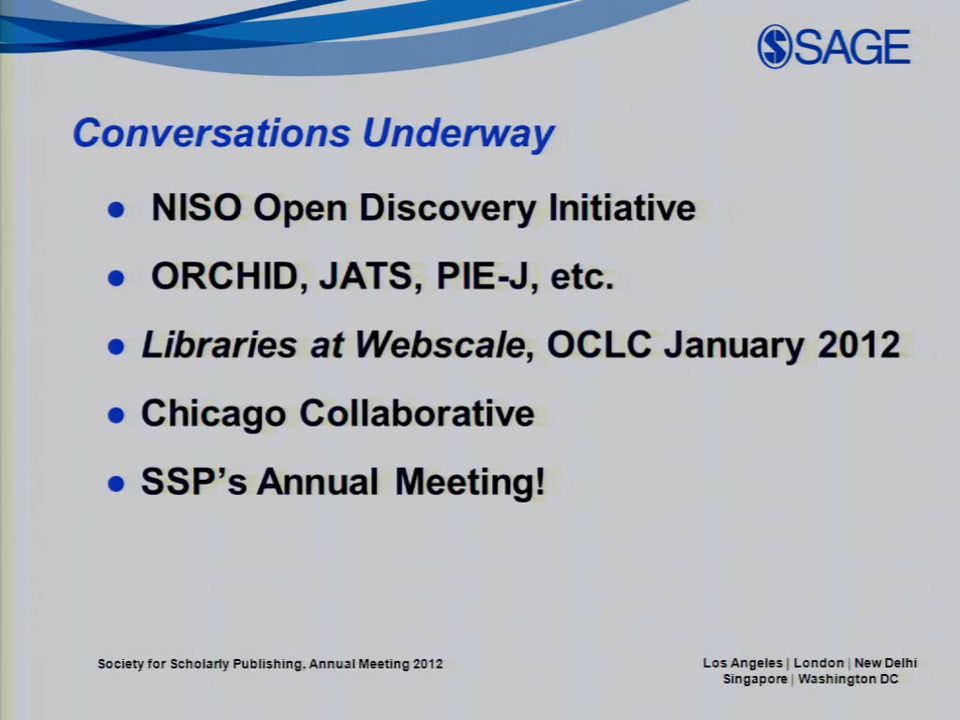 SAGE
Conversations Underway
● NISO Open Discovery Initiative
● ORCHID, JATS, PIE-J, etc.
● Libraries at Webscale, OCLC January 2012
● Chicago Collaborative
● SSP’s Annual Meeting!
Society for Scholarly Publishing, Annual Meeting 2012
Los Angeles | London | New Delhi
Singapore | Washington DC